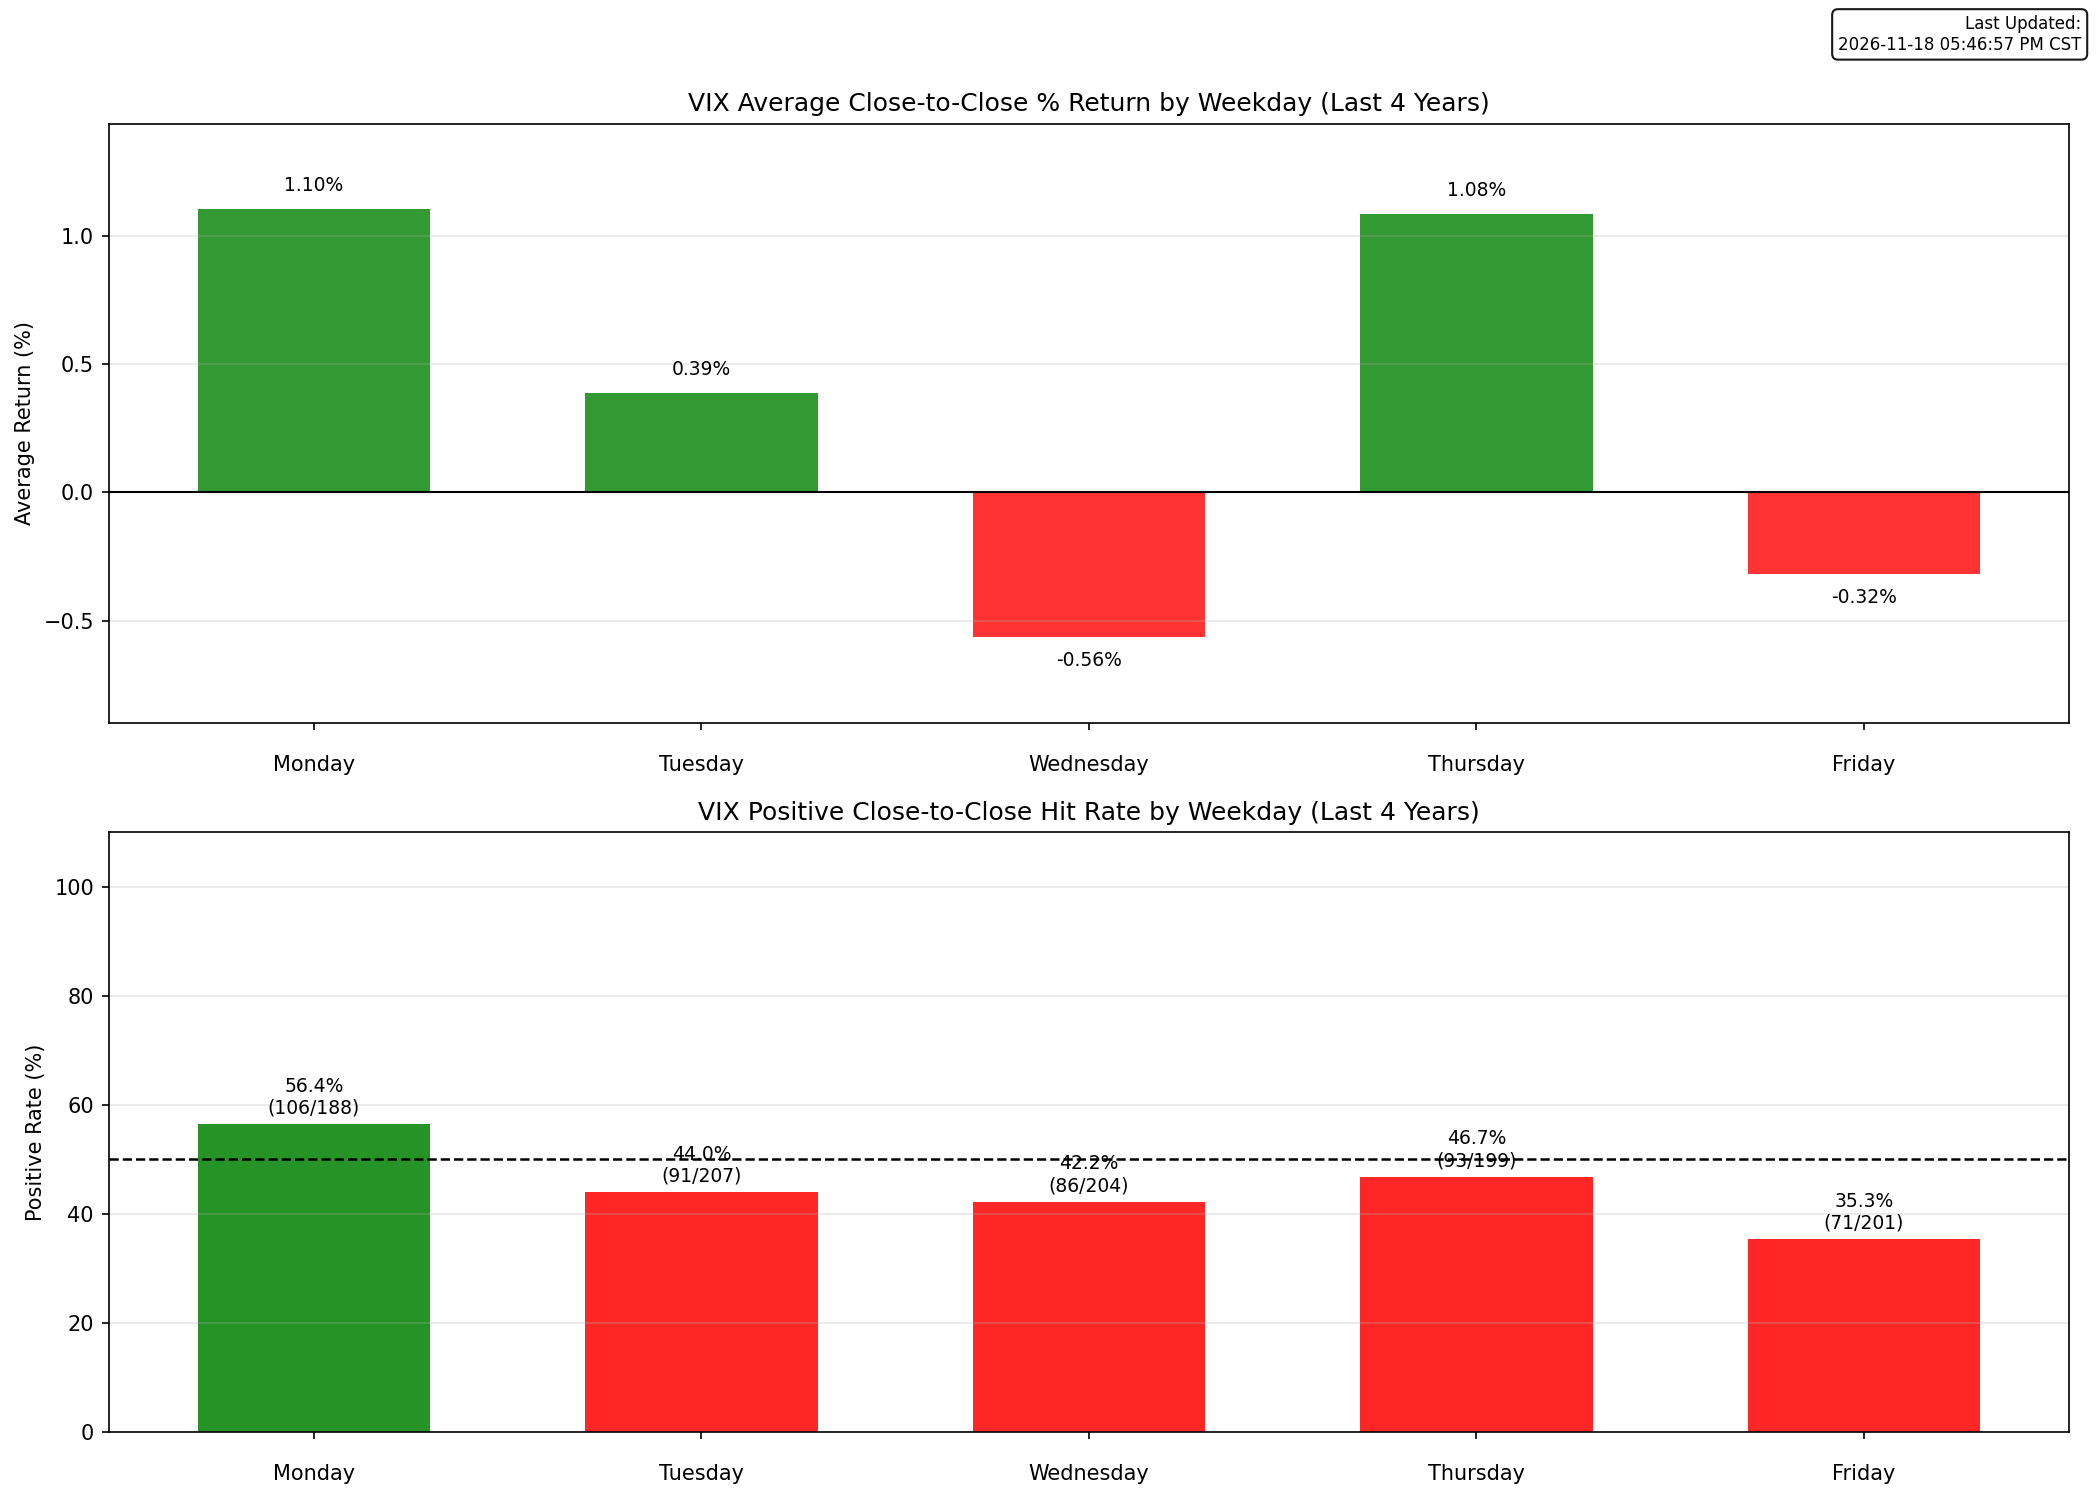 Last Updated:
2026-11-18 05:46:57 PM CST
VIX Average Close-to-Close % Return by Weekday (Last 4 Years)
Average Return (%)
1.0
0.5
0.0
−0.5
1.10%
0.39%
-0.56%
1.08%
-0.32%
Monday
Tuesday
Wednesday
Thursday
Friday
VIX Positive Close-to-Close Hit Rate by Weekday (Last 4 Years)
Positive Rate (%)
100
80
60
40
20
0
56.4%
(106/188)
44.0%
(91/207)
42.2%
(86/204)
46.7%
(93/199)
35.3%
(71/201)
Monday
Tuesday
Wednesday
Thursday
Friday